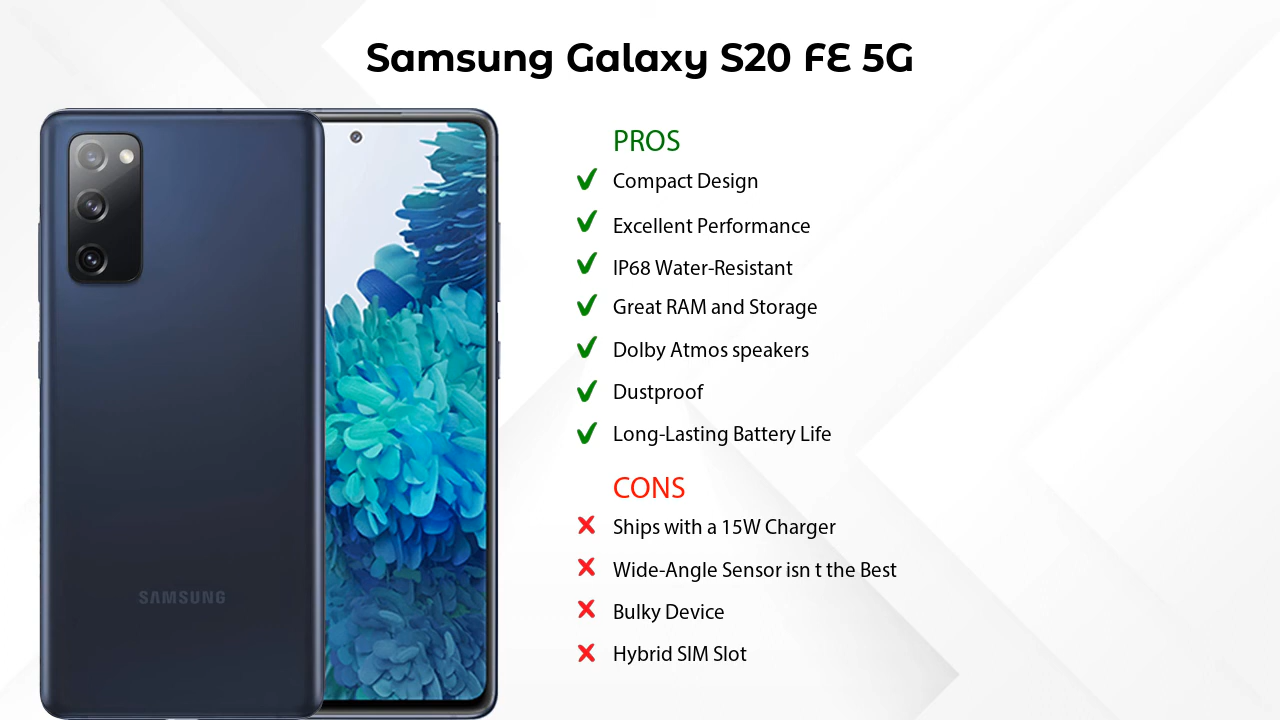 Samsung Galaxy S20 FE 5G
PROS
Compact Design
Excellent Performance
IP68 Water-Resistant
Great RAM and Storage
Dolby Atmos speakers
Dustproof
Long-Lasting Battery Life
CONS
Ships with a 15W Charger
Wide-Angle Sensor isn t the Best
Bulky Device
Hybrid SIM Slot
SAMSUNG